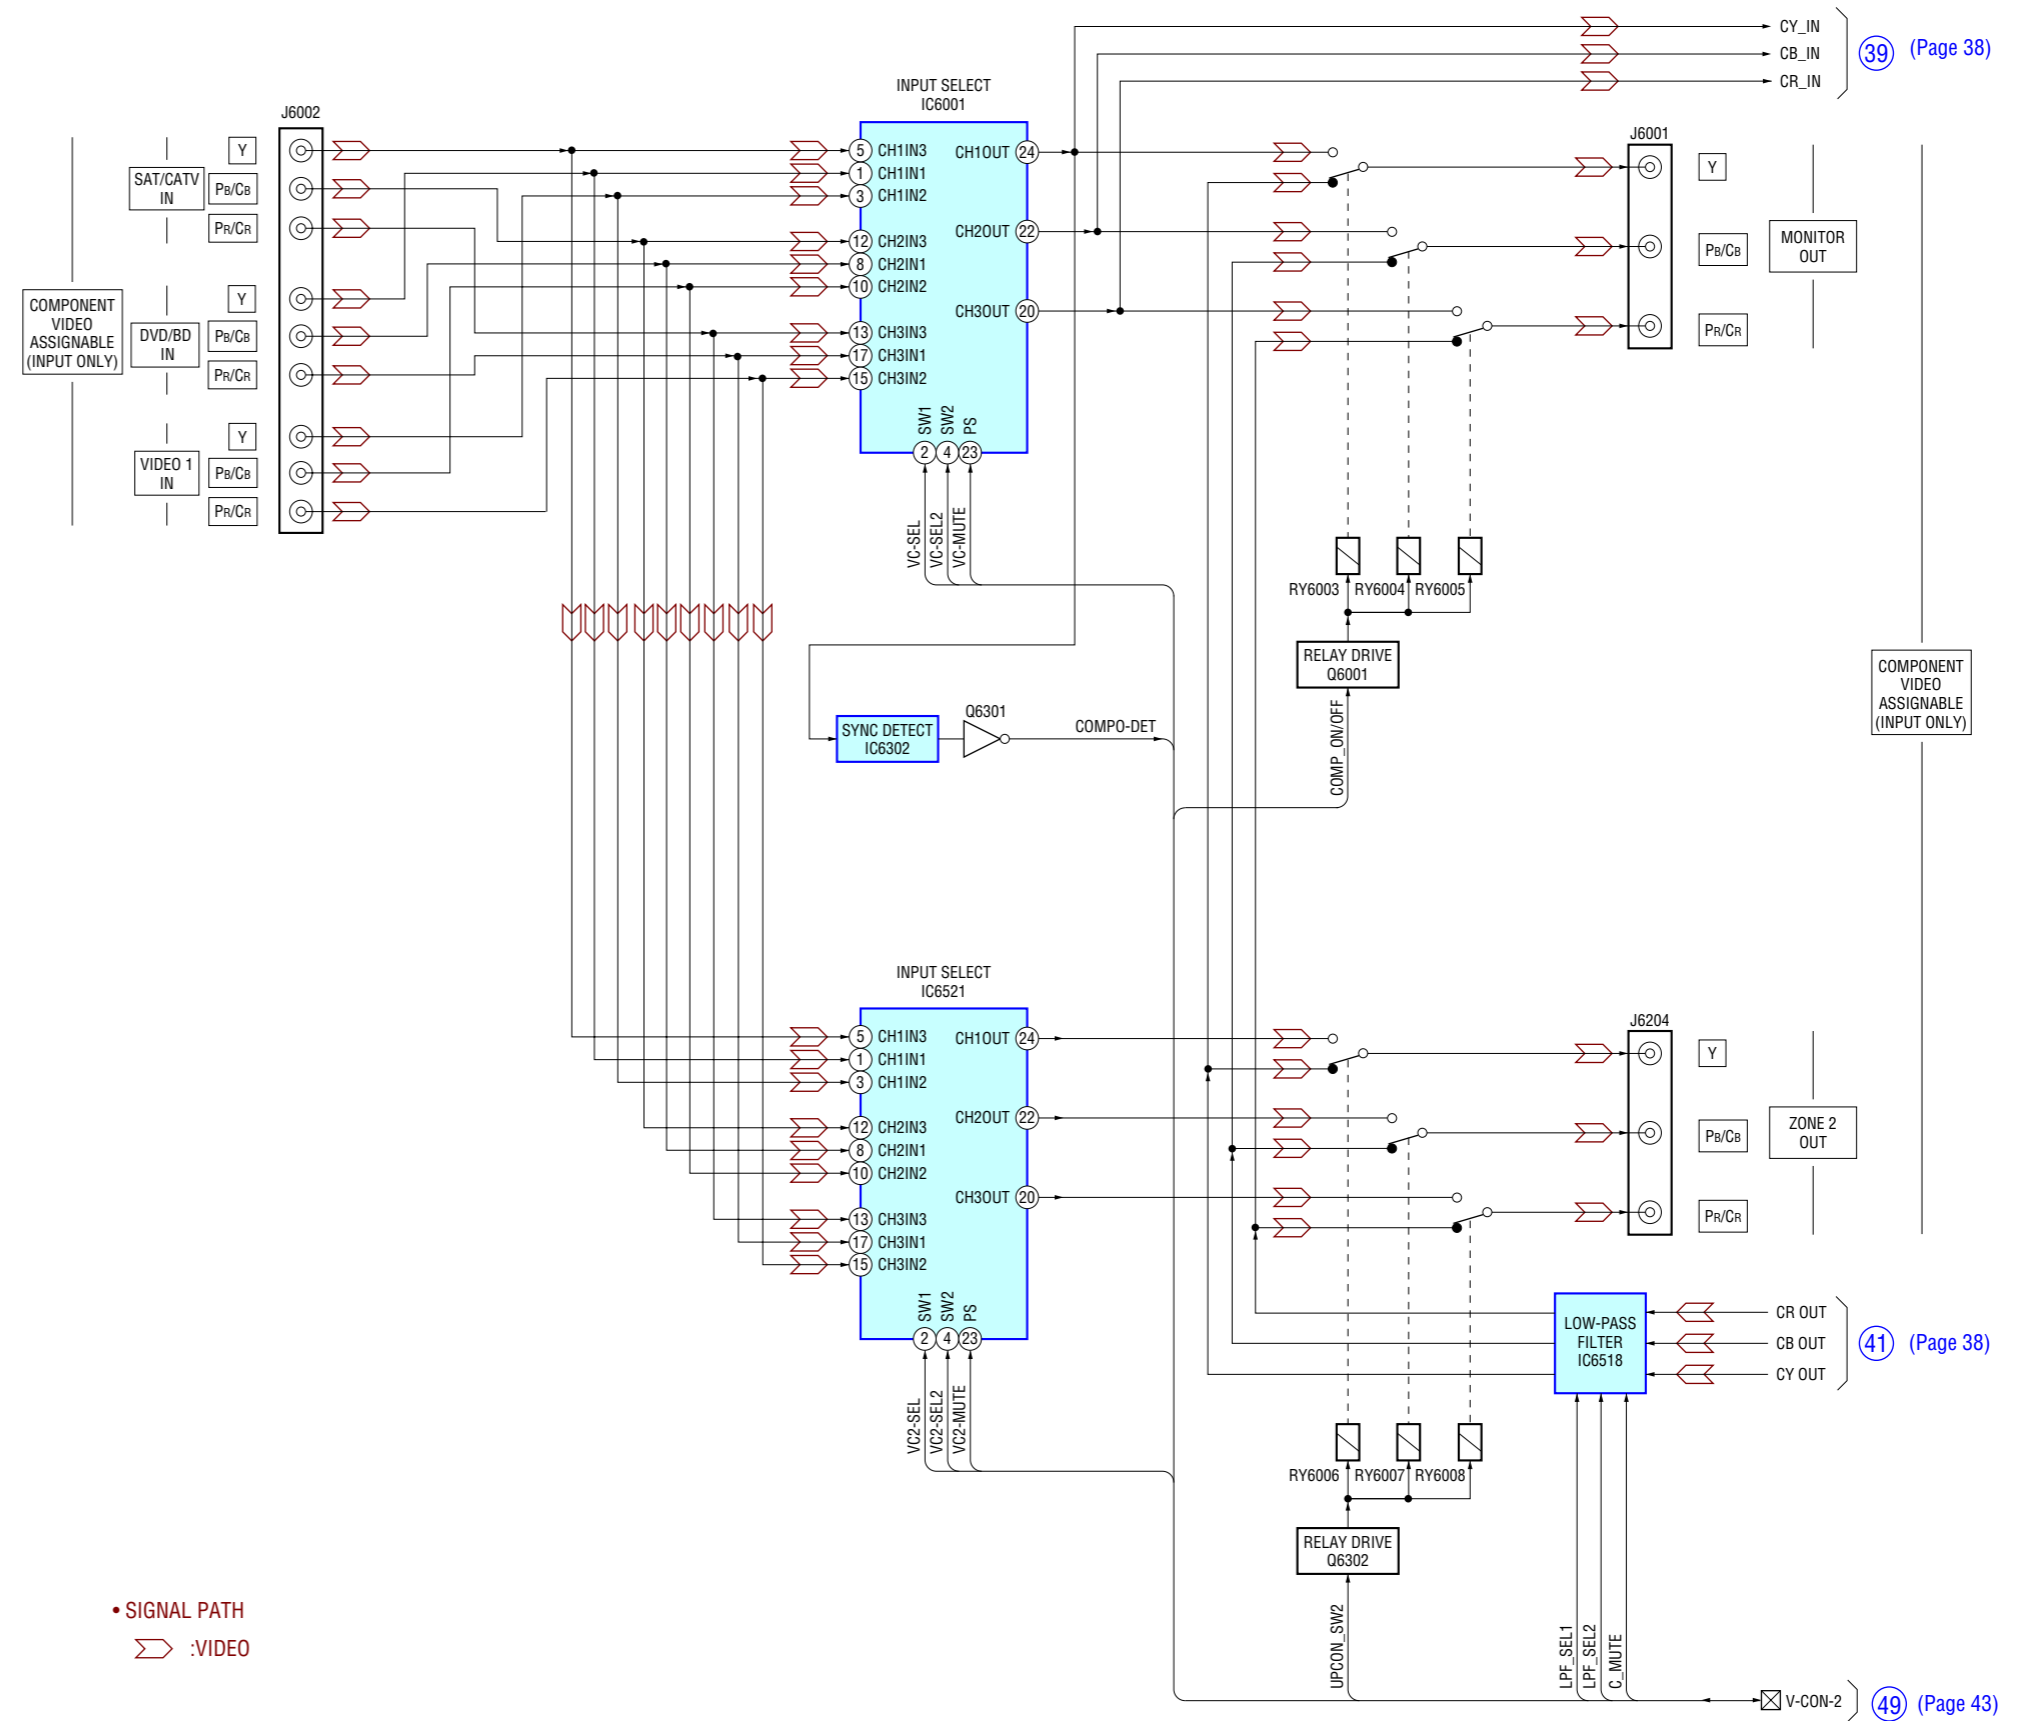 CY_IN
CB_IN
CR_IN
39 (Page 38)
INPUT SELECT
IC6001
J6002
J6001
COMPONENT
VIDEO
ASSIGNABLE
(INPUT ONLY)
SAT/CATV
IN
Y
PB/CB
PR/CR
DVD/BD
IN
Y
PB/CB
PR/CR
VIDEO 1
IN
Y
PB/CB
PR/CR
5 CH1IN3
1 CH1IN1
3 CH1IN2
12 CH2IN3
8 CH2IN1
10 CH2IN2
13 CH3IN3
17 CH3IN1
15 CH3IN2
CH1OUT 24
CH2OUT 22
CH3OUT 20
SW1
SW2
PS
2 4 23
VC-SEL
VC-SEL2
VC-MUTE
Y
PB/CB
PR/CR
MONITOR
OUT
RY6003 RY6004 RY6005
RELAY DRIVE
Q6001
COMP_ON/OFF
SYNC DETECT
IC6302
Q6301
COMPO-DET
COMPONENT
VIDEO
ASSIGNABLE
(INPUT ONLY)
INPUT SELECT
IC6521
5 CH1IN3
1 CH1IN1
3 CH1IN2
12 CH2IN3
8 CH2IN1
10 CH2IN2
13 CH3IN3
17 CH3IN1
15 CH3IN2
CH1OUT 24
CH2OUT 22
CH3OUT 20
SW1
SW2
PS
2 4 23
VC2-SEL
VC2-SEL2
VC2-MUTE
J6204
Y
PB/CB
PR/CR
ZONE 2
OUT
LOW-PASS
FILTER
IC6518
CR OUT
CB OUT
CY OUT
41 (Page 38)
RY6006 RY6007 RY6008
RELAY DRIVE
Q6302
UPCON_SW2
LPF_SEL1
LPF_SEL2
C_MUTE
V-CON-2
49 (Page 43)
• SIGNAL PATH
:VIDEO